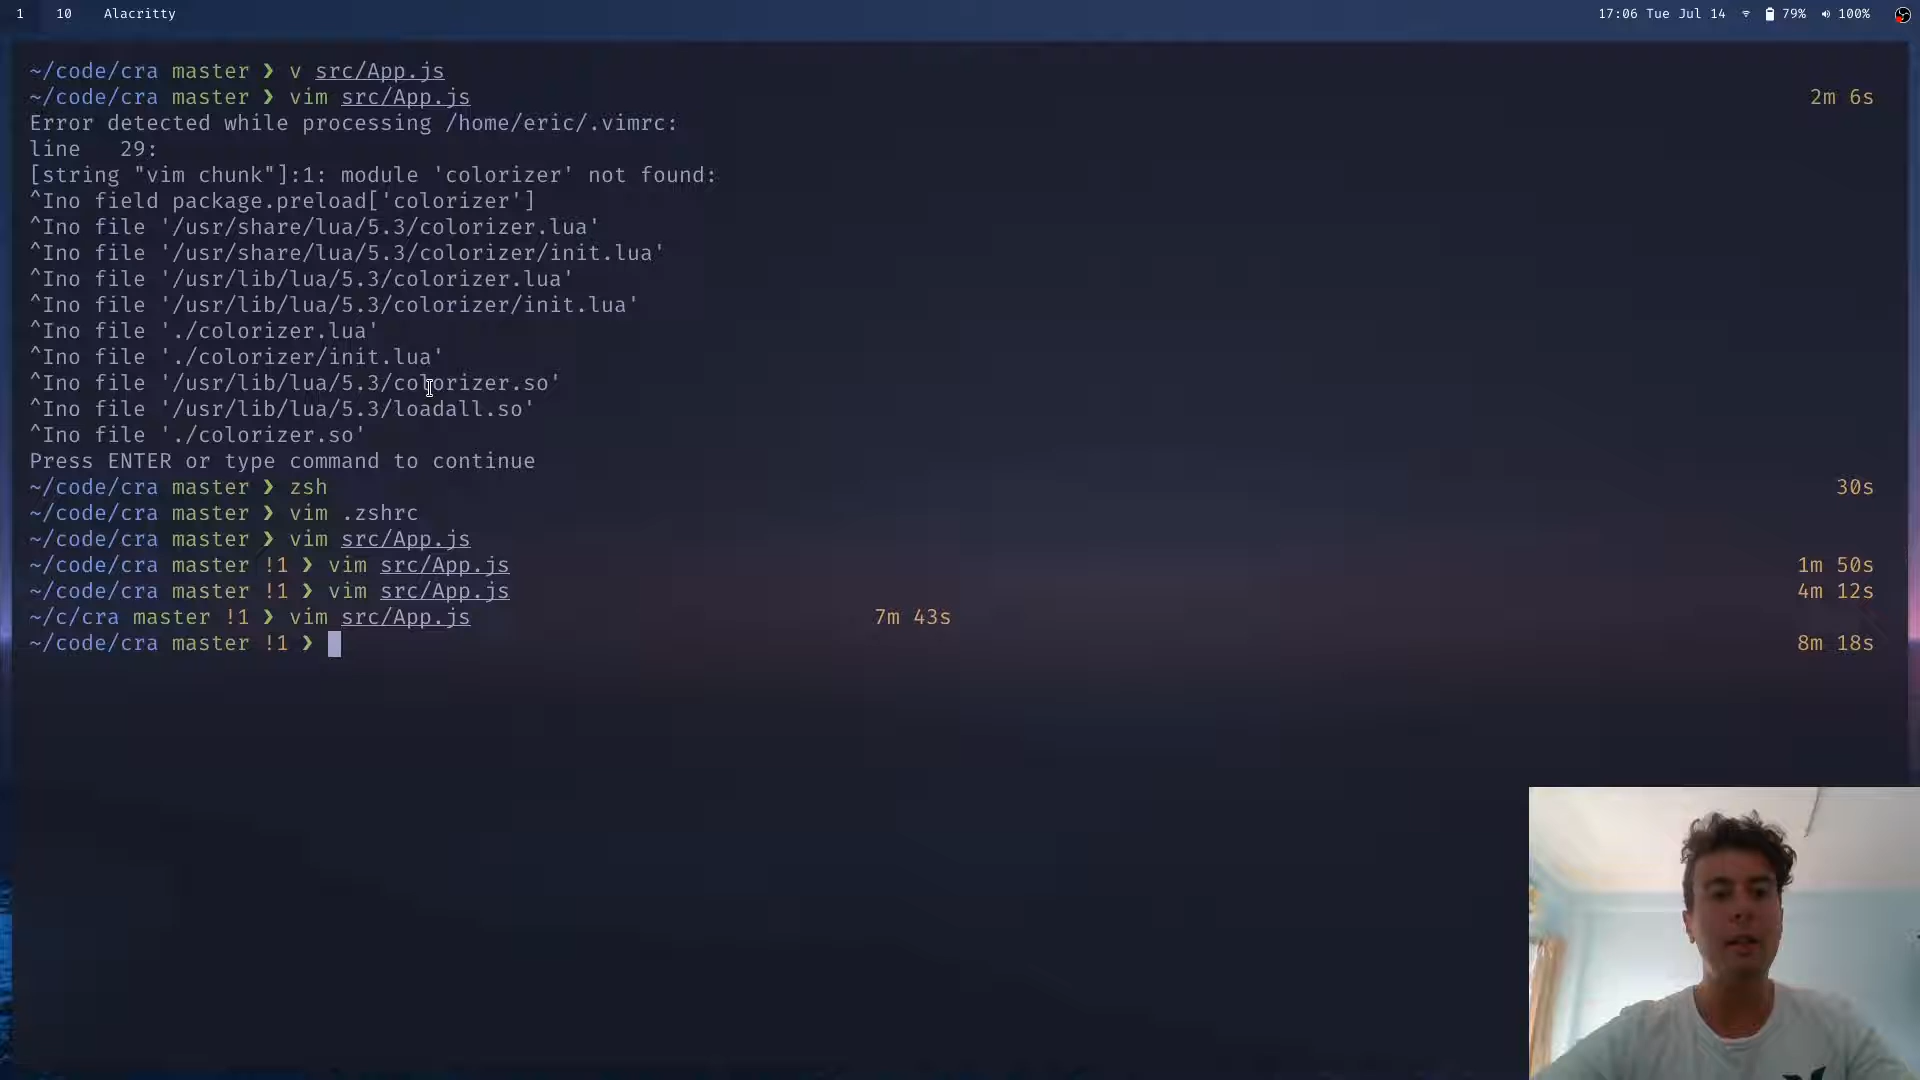 1 10 Alacritty 17:06 Tue Jul 14 79% 100%
~/code/cra master ❯ v src/App.js
~/code/cra master ❯ vim src/App.js 2m 6s
Error detected while processing /home/eric/.vimrc:
line   29:
[string "vim chunk"]:1: module 'colorizer' not found:
^Ino field package.preload['colorizer']
^Ino file '/usr/share/lua/5.3/colorizer.lua'
^Ino file '/usr/share/lua/5.3/colorizer/init.lua'
^Ino file '/usr/lib/lua/5.3/colorizer.lua'
^Ino file '/usr/lib/lua/5.3/colorizer/init.lua'
^Ino file './colorizer.lua'
^Ino file './colorizer/init.lua'
^Ino file '/usr/lib/lua/5.3/colorizer.so'
^Ino file '/usr/lib/lua/5.3/loadall.so'
^Ino file './colorizer.so'
Press ENTER or type command to continue
~/code/cra master ❯ zsh 30s
~/code/cra master ❯ vim .zshrc
~/code/cra master ❯ vim src/App.js
~/code/cra master !1 ❯ vim src/App.js 1m 50s
~/code/cra master !1 ❯ vim src/App.js 4m 12s
~/c/cra master !1 ❯ vim src/App.js 7m 43s
~/code/cra master !1 ❯ 8m 18s